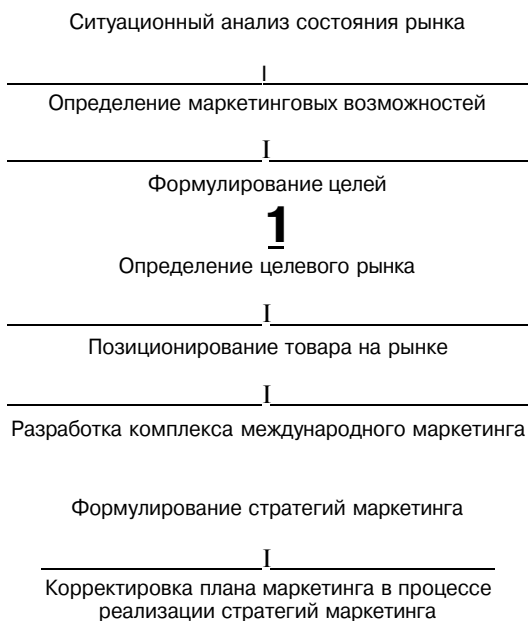 Ситуационный анализ состояния рынка
I
Определение маркетинговых возможностей
I
Формулирование целей
1
Определение целевого рынка
I
Позиционирование товара на рынке
I
Разработка комплекса международного маркетинга
Формулирование стратегий маркетинга
I
Корректировка плана маркетинга в процессе
реализации стратегий маркетинга